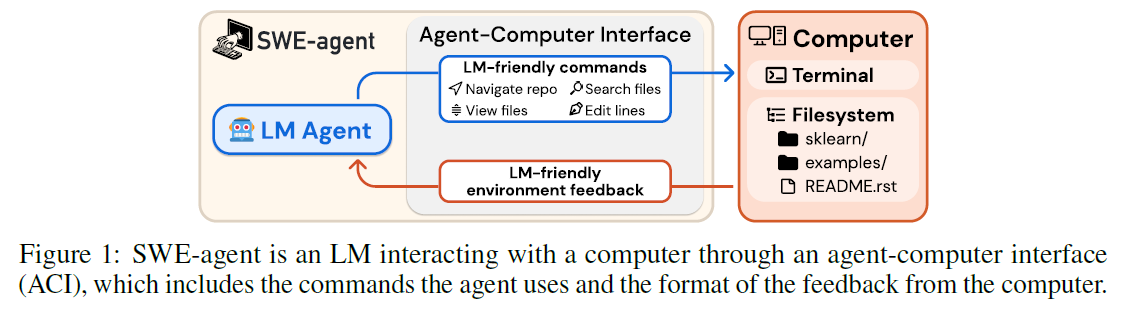 SWE-agent
Agent-Computer Interface
LM-friendly commands
Navigate repo
Search files
View files
Edit lines
LM Agent
LM-friendly
environment feedback
Computer
Terminal
Filesystem
sklearn/
examples/
README.rst
Figure 1: SWE-agent is an LM interacting with a computer through an agent-computer interface
(ACI), which includes the commands the agent uses and the format of the feedback from the computer.